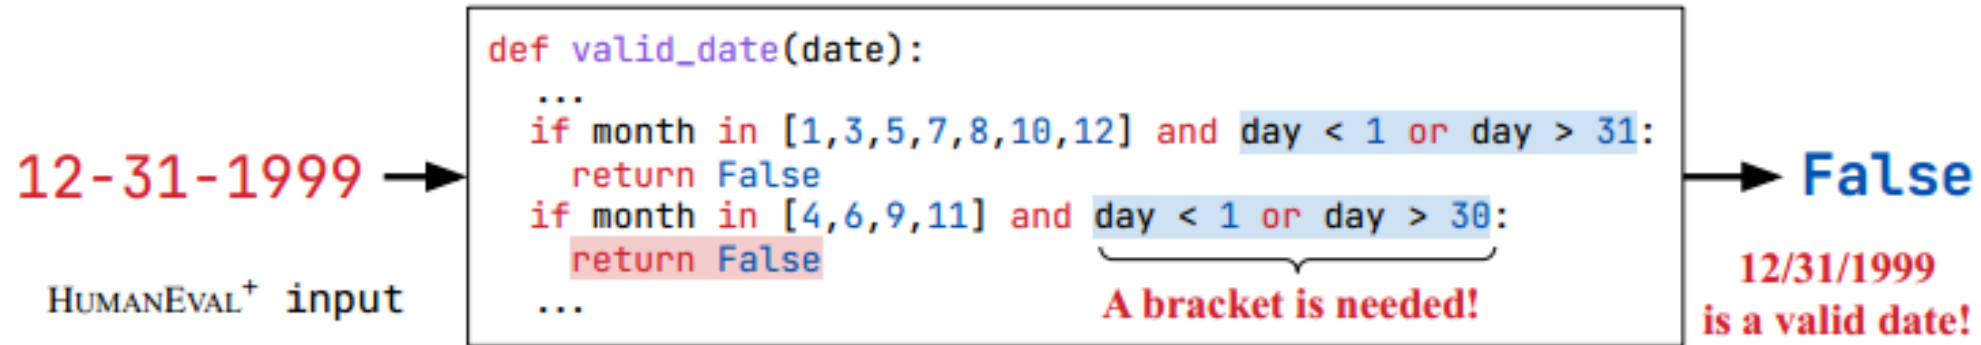 12-31-1999
HUMANEVAL+ input
def valid_date(date):
...
if month in [1,3,5,7,8,10,12] and day < 1 or day > 31:
return False
if month in [4,6,9,11] and day < 1 or day > 30:
return False
...
A bracket is needed!
False
12/31/1999
is a valid date!